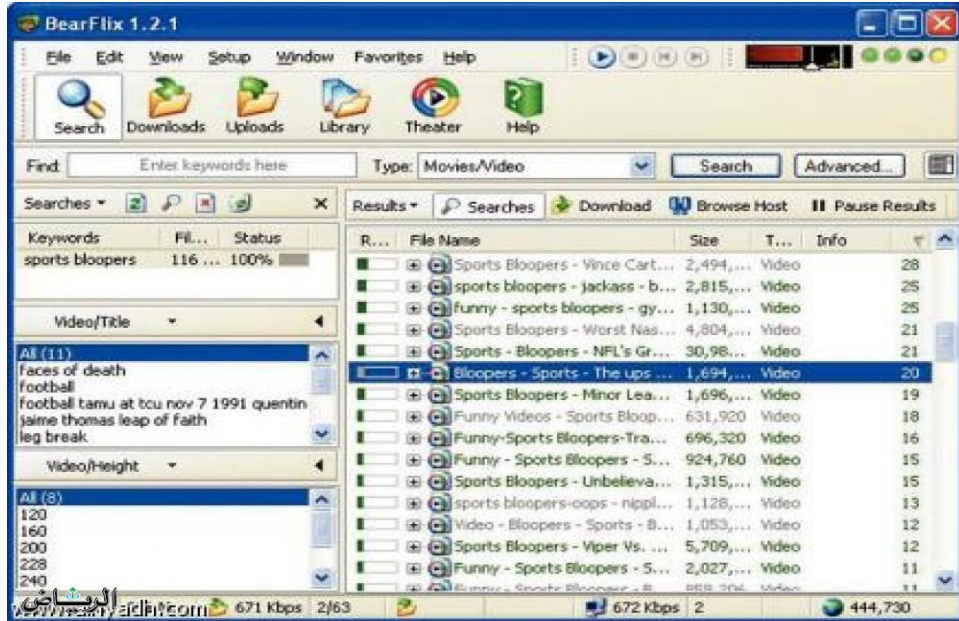 BearFlix 1.2.1
File Edit View Setup Window Favorites Help
Search Downloads Uploads Library Theater Help
Find: Enter keywords here Type: Movies/Video Search Advanced...
Searches
Keywords Fil... Status
sports bloopers 116 ... 100%
Video/Title
All (11)
faces of death
football
football tamu at tcu nov 7 1991 quentin
jaime thomas leap of faith
leg break
Video/Height
All (8)
120
160
200
228
240
Results Searches Download Browse Host Pause Results
R... File Name Size T... Info
Sports Bloopers - Vince Cart... 2,494,... Video 28
sports bloopers - jackass - b... 2,815,... Video 25
funny - sports bloopers - gy... 1,130,... Video 25
Sports Bloopers - Worst Nas... 4,804,... Video 21
Sports - Bloopers - NFL's Gr... 30,98... Video 21
Bloopers - Sports - The ups ... 1,694,... Video 20
Sports Bloopers - Minor Lea... 1,696,... Video 19
Funny Videos - Sports Bloop... 631,920 Video 18
Funny-Sports Bloopers-Tra... 696,320 Video 16
Funny - Sports Bloopers - S... 924,760 Video 15
Sports Bloopers - Unbelieva... 1,315,... Video 15
sports bloopers-oops - nippl... 1,128,... Video 13
Video - Bloopers - Sports - B... 1,053,... Video 12
Sports Bloopers - Viper Vs. ... 5,709,... Video 12
Funny - Sports Bloopers - S... 2,027,... Video 11
الريـــاض
671 Kbps 2/63 672 Kbps 2 444,730